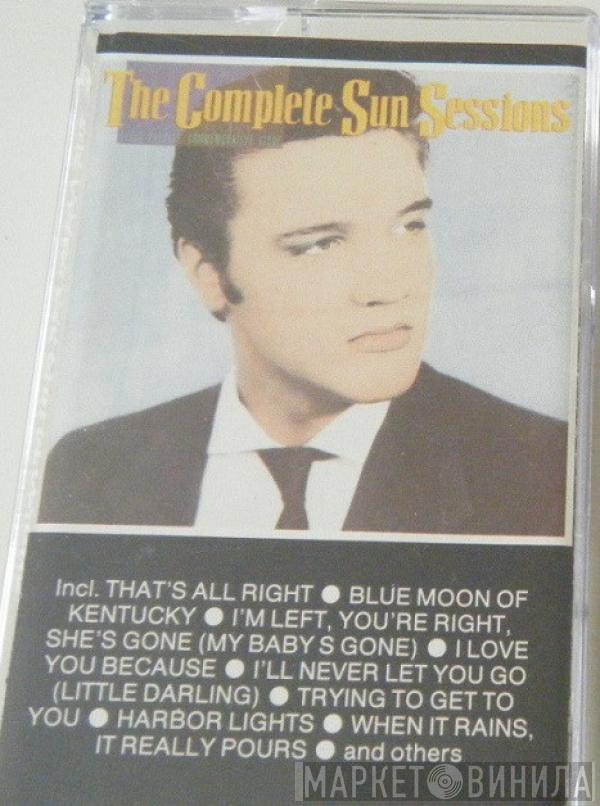 The Complete Sun Sessions
COMMEMORATIVE ISSUE
Incl. THAT'S ALL RIGHT ● BLUE MOON OF
KENTUCKY ● I'M LEFT, YOU'RE RIGHT,
SHE'S GONE (MY BABY S GONE) ● I LOVE
YOU BECAUSE ● I'LL NEVER LET YOU GO
(LITTLE DARLING) ● TRYING TO GET TO
YOU ● HARBOR LIGHTS ● WHEN IT RAINS,
IT REALLY POURS ● and others
МАРКЕТ ВИНИЛА